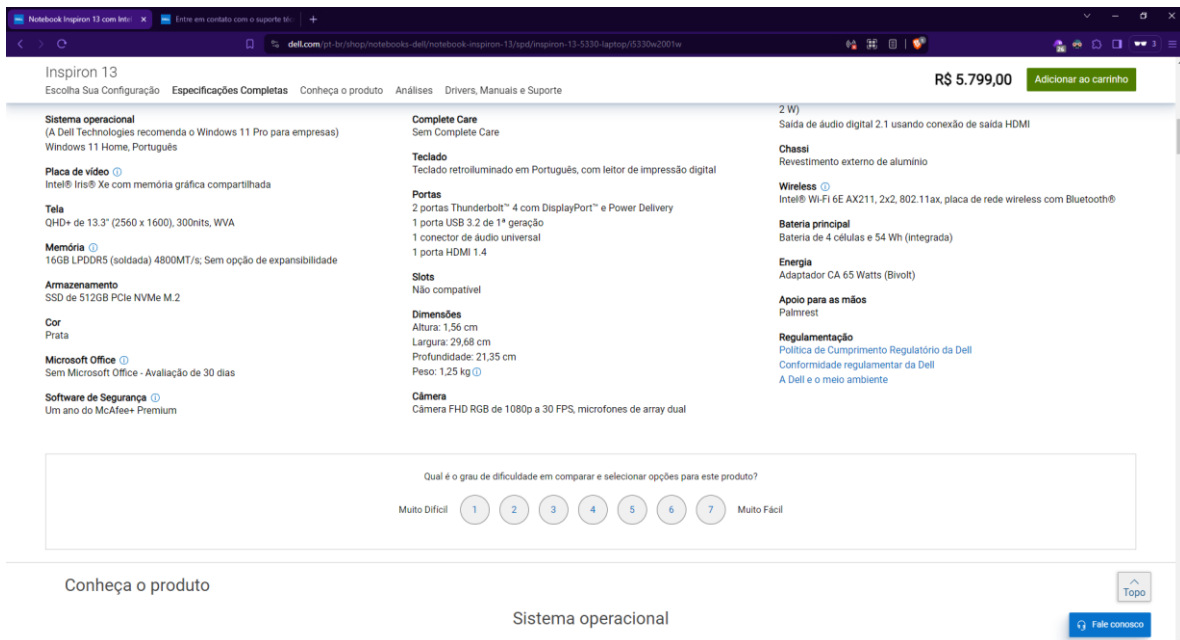 Notebook Inspiron 13 com Intel
Entre em contato com o suporte té
dell.com/pt-br/shop/notebooks-dell/notebook-inspiron-13/spd/inspiron-13-5330-laptop/i5330w2001w
26
3
Inspiron 13
Escolha Sua Configuração Especificações Completas Conheça o produto Análises Drivers, Manuais e Suporte
R$ 5.799,00
Adicionar ao carrinho
Sistema operacional
(A Dell Technologies recomenda o Windows 11 Pro para empresas)
Windows 11 Home, Português
Placa de vídeo
Intel® Iris® Xe com memória gráfica compartilhada
Tela
QHD+ de 13.3" (2560 x 1600), 300nits, WVA
Memória
16GB LPDDR5 (soldada) 4800MT/s; Sem opção de expansibilidade
Armazenamento
SSD de 512GB PCIe NVMe M.2
Cor
Prata
Microsoft Office
Sem Microsoft Office - Avaliação de 30 dias
Software de Segurança
Um ano do McAfee+ Premium
Complete Care
Sem Complete Care
Teclado
Teclado retroiluminado em Português, com leitor de impressão digital
Portas
2 portas Thunderbolt™ 4 com DisplayPort™ e Power Delivery
1 porta USB 3.2 de 1ª geração
1 conector de áudio universal
1 porta HDMI 1.4
Slots
Não compatível
Dimensões
Altura: 1,56 cm
Largura: 29,68 cm
Profundidade: 21,35 cm
Peso: 1,25 kg
Câmera
Câmera FHD RGB de 1080p a 30 FPS, microfones de array dual
2 W)
Saída de áudio digital 2.1 usando conexão de saída HDMI
Chassi
Revestimento externo de alumínio
Wireless
Intel® Wi-Fi 6E AX211, 2x2, 802.11ax, placa de rede wireless com Bluetooth®
Bateria principal
Bateria de 4 células e 54 Wh (integrada)
Energia
Adaptador CA 65 Watts (Bivolt)
Apoio para as mãos
Palmrest
Regulamentação
Política de Cumprimento Regulatório da Dell
Conformidade regulamentar da Dell
A Dell e o meio ambiente
Qual é o grau de dificuldade em comparar e selecionar opções para este produto?
Muito Difícil 1 2 3 4 5 6 7 Muito Fácil
Conheça o produto
Topo
Sistema operacional
Fale conosco